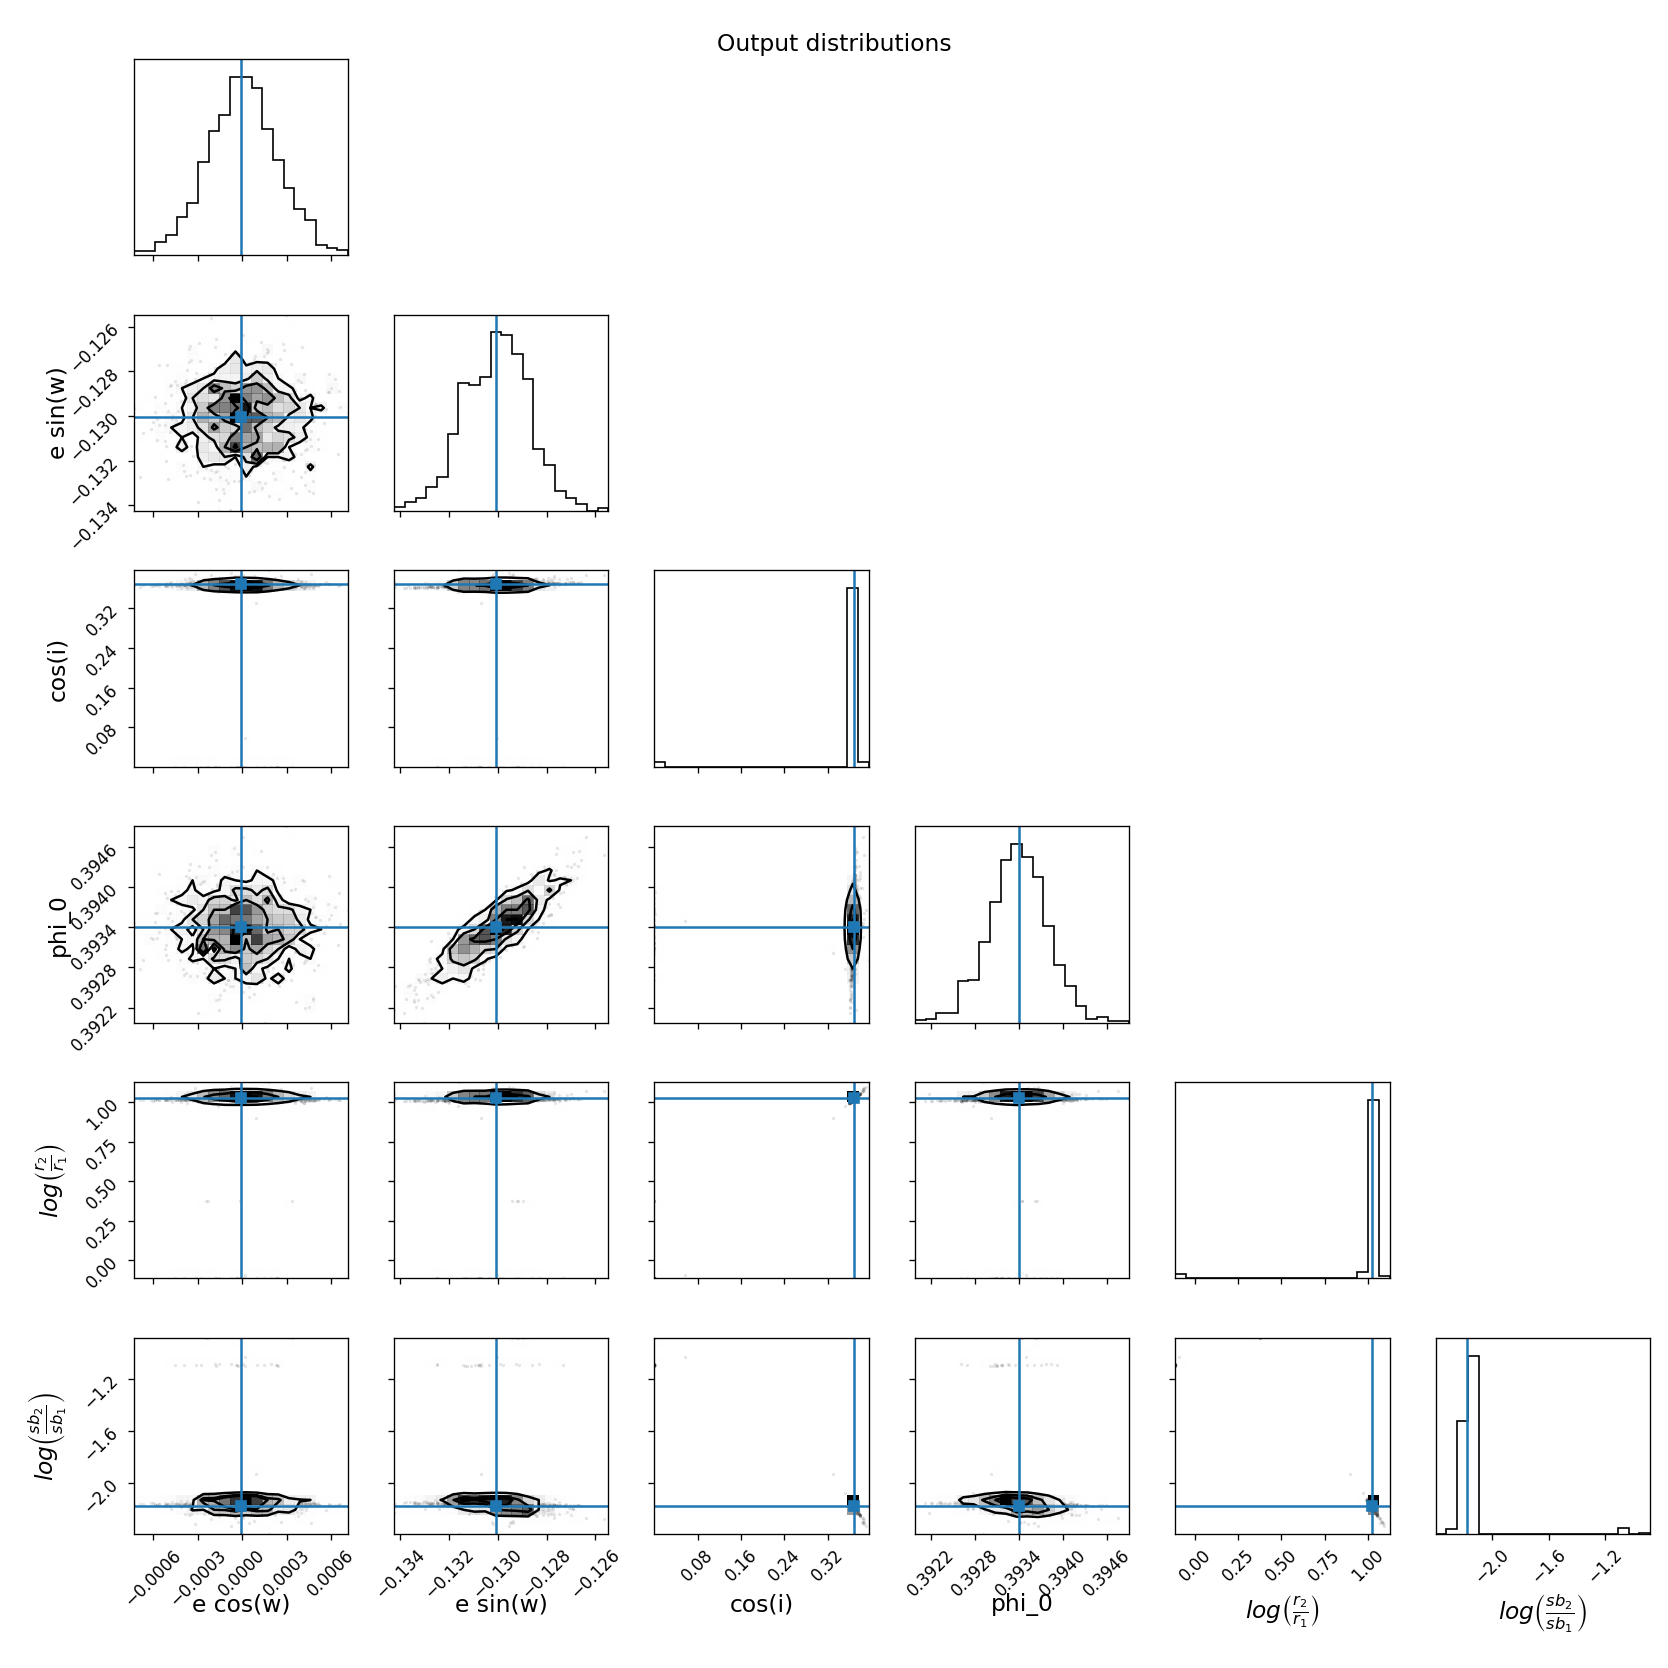 Output distributions
e sin(w)
−0.126
−0.128
−0.130
−0.132
−0.134
cos(i)
0.32
0.24
0.16
0.08
phi_0
0.3946
0.3940
0.3934
0.3928
0.3922
log(r₂/r₁)
1.00
0.75
0.50
0.25
0.00
log(sb₂/sb₁)
−1.2
−1.6
−2.0
−0.0006 −0.0003 0.0000 0.0003 0.0006
−0.134 −0.132 −0.130 −0.128 −0.126
0.08 0.16 0.24 0.32
0.3922 0.3928 0.3934 0.3940 0.3946
0.00 0.25 0.50 0.75 1.00
−2.0 −1.6 −1.2
e cos(w) e sin(w) cos(i) phi_0 log(r₂/r₁) log(sb₂/sb₁)